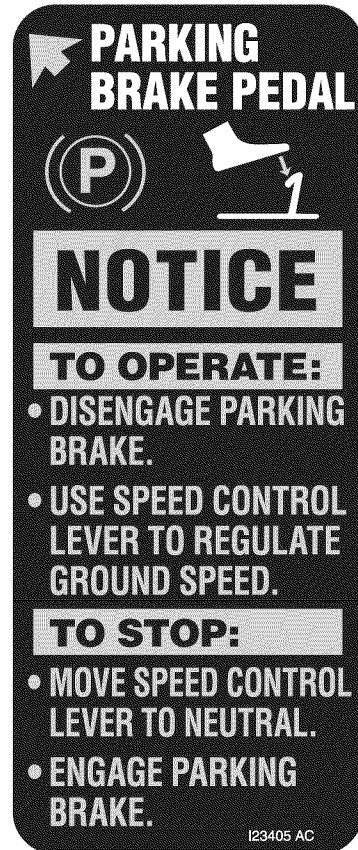 PARKING
BRAKE PEDAL
(P)
NOTICE
TO OPERATE:
• DISENGAGE PARKING
BRAKE.
• USE SPEED CONTROL
LEVER TO REGULATE
GROUND SPEED.
TO STOP:
• MOVE SPEED CONTROL
LEVER TO NEUTRAL.
• ENGAGE PARKING
BRAKE.
I23405 AC